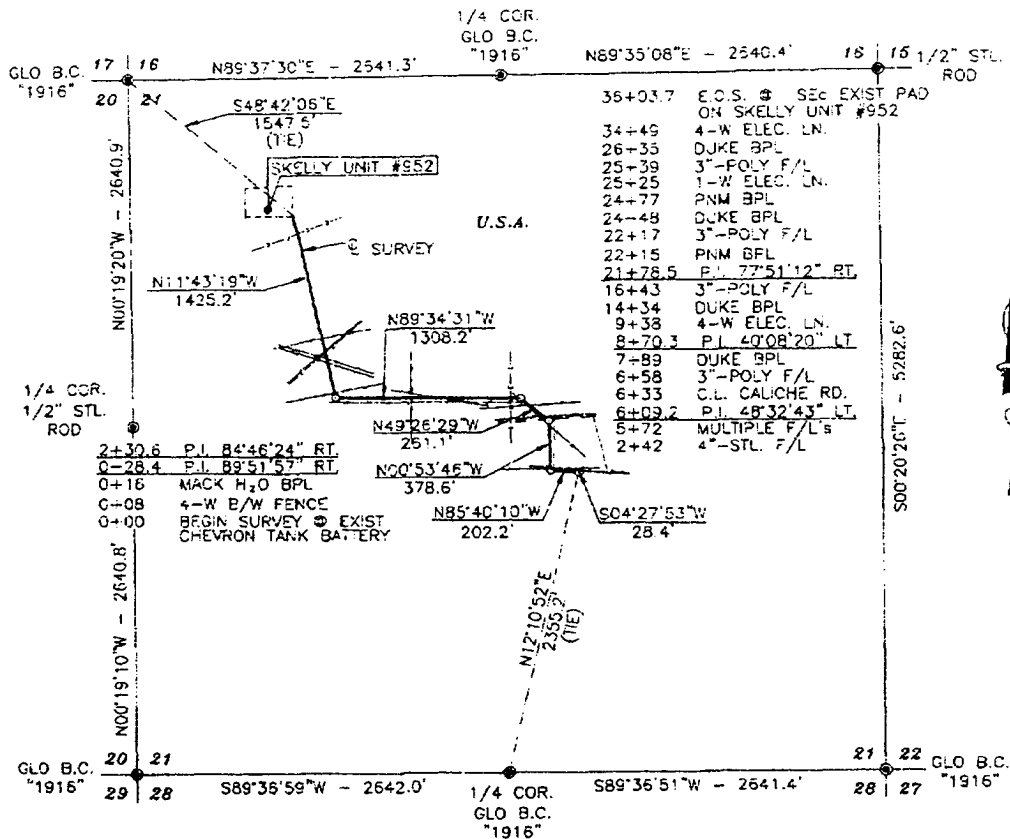 1/4 COR.
GLO B.C.
"1916"
GLO B.C.
"1916"
17 16
20 21
N89°37'30"E - 2541.3'
N89°35'08"E - 2640.4'
16 15
1/2" STL.
ROD
S48°42'06"E
1547.5'
(TIE)
SKELLY UNIT #952
U.S.A.
℄ SURVEY
N00°19'20"W - 2640.9'
N11°43'19"W
1425.2'
N89°34'31"W
1308.2'
36+03.7 E.O.S. @ SEc EXIST PAD
ON SKELLY UNIT #952
34+49 4-W ELEC. LN.
26+35 DUKE BPL
25+39 3"-POLY F/L
25+25 1-W ELEC. LN.
24+77 PNM BPL
24+48 DUKE BPL
22+17 3"-POLY F/L
22+15 PNM BPL
21+78.5 P.I. 77°51'12" RT.
16+43 3"-POLY F/L
14+34 DUKE BPL
9+38 4-W ELEC. LN.
8+70.3 P.I. 40°08'20" LT
7+89 DUKE BPL
6+58 3"-POLY F/L
6+33 C.L. CALICHE RD.
6+09.2 P.I. 48°32'43" LT.
5+72 MULTIPLE F/L's
2+42 4"-STL. F/L
S00°20'26"E - 5282.6'
1/4 COR.
1/2" STL.
ROD
2+30.6 P.I. 84°46'24" RT.
0+28.4 P.I. 89°51'57" RT.
0+16 MACK H₂O BPL
0+08 4-W B/W FENCE
0+00 BEGIN SURVEY @ EXIST
CHEVRON TANK BATTERY
N49°26'29"W
261.1'
N00°53'46"W
378.6'
N85°40'10"W
202.2'
S04°27'53"W
28.4'
N12°10'52"E
2355.2'
(TIE)
N00°19'10"W - 2640.8'
GLO B.C.
"1916"
20 21
29 28
S89°36'59"W - 2642.0'
1/4 COR.
GLO B.C.
"1916"
S89°36'51"W - 2641.4'
21 22
28 27
GLO B.C.
"1916"